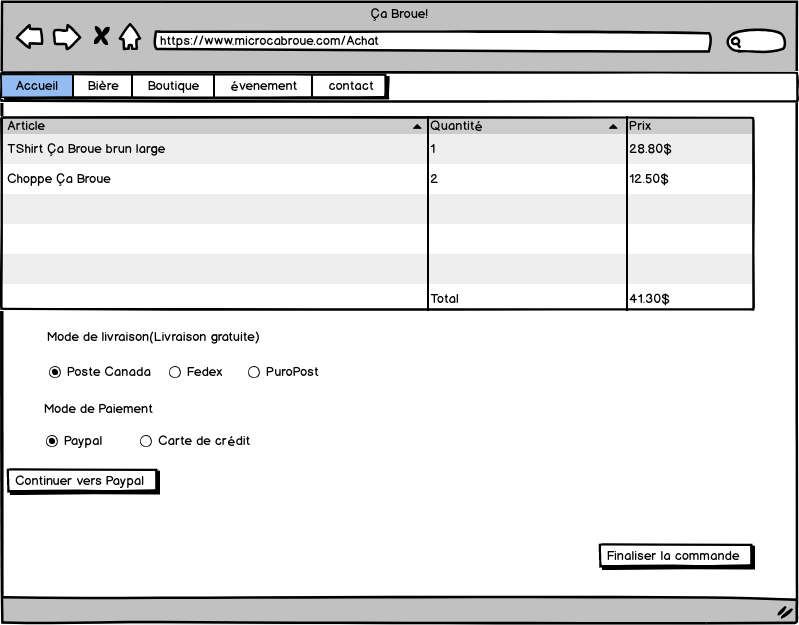 Ça Broue!
https://www.microcabroue.com/Achat
Accueil Bière Boutique évenement contact
Article Quantité Prix
TShirt Ça Broue brun large 1 28.80$
Choppe Ça Broue 2 12.50$
Total 41.30$
Mode de livraison(Livraison gratuite)
Poste Canada Fedex PuroPost
Mode de Paiement
Paypal Carte de crédit
Continuer vers Paypal
Finaliser la commande